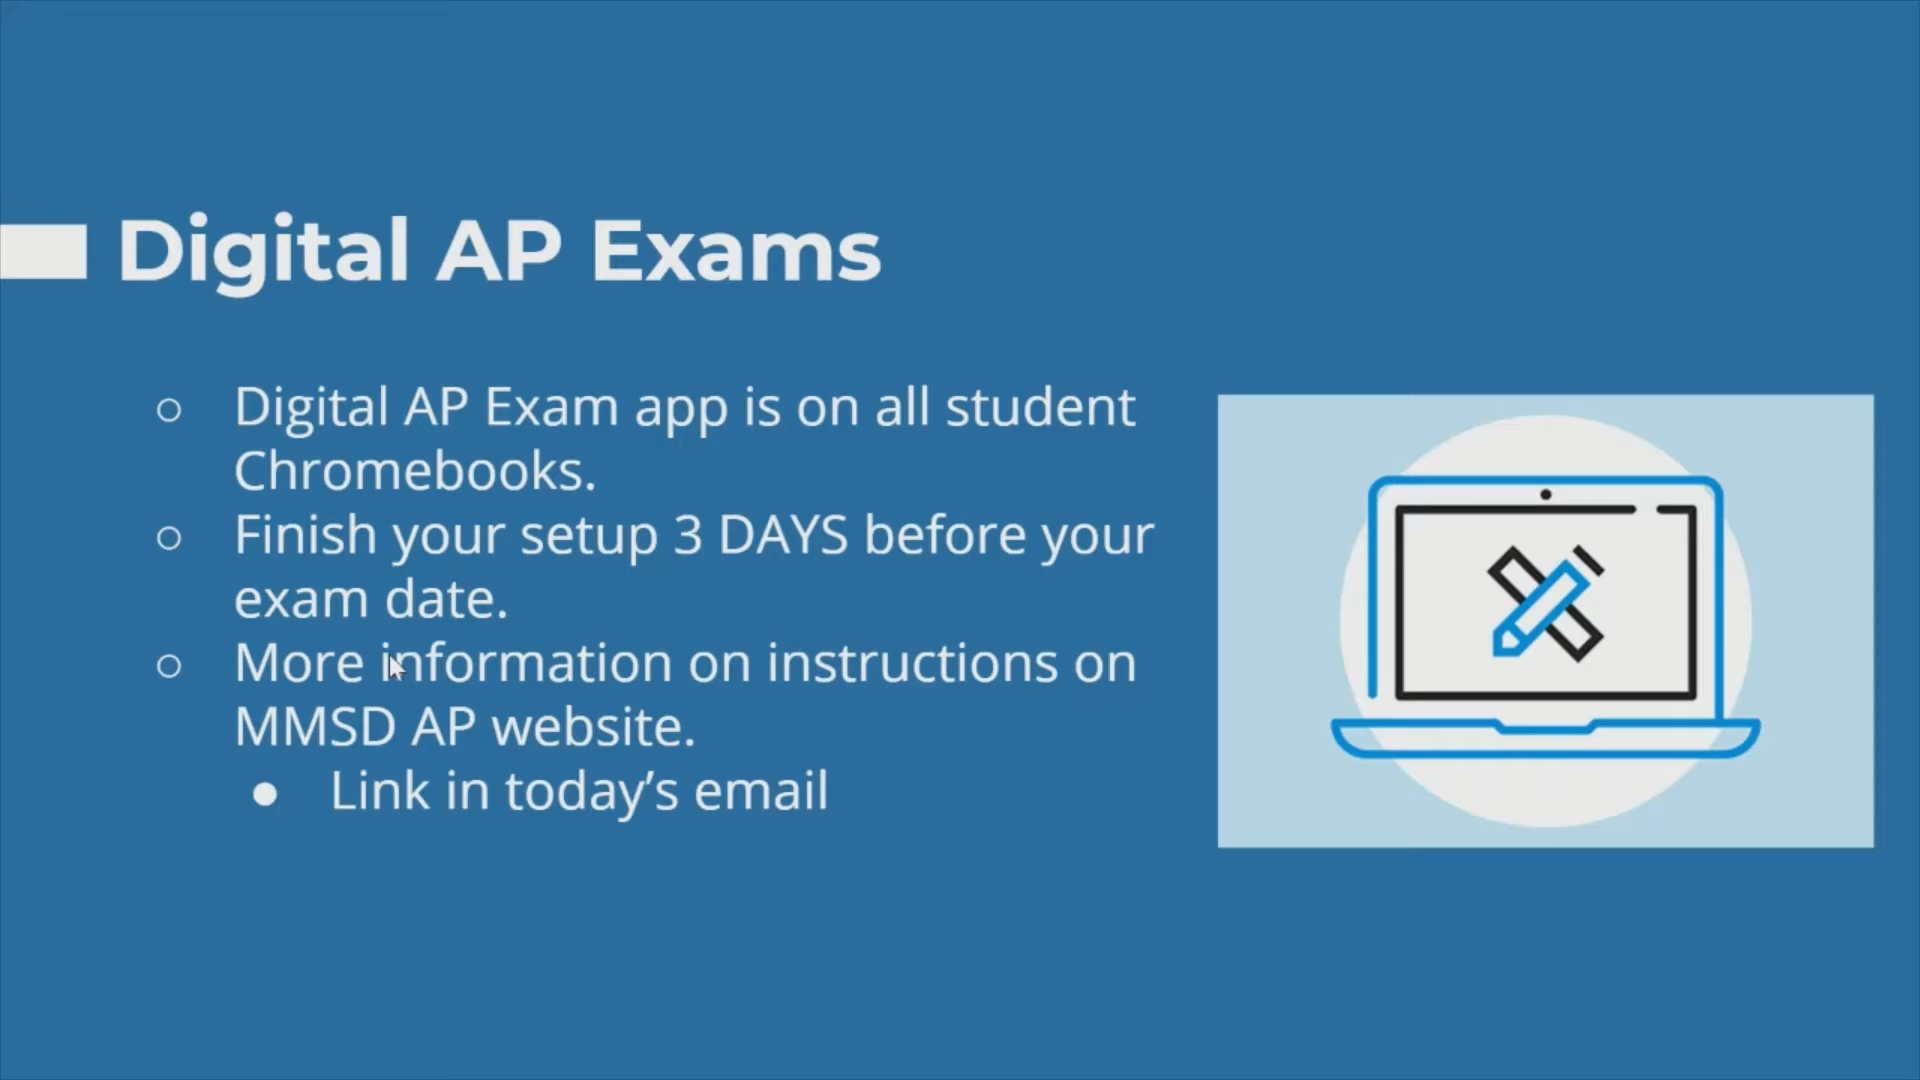 Digital AP Exams
Digital AP Exam app is on all student
Chromebooks.
Finish your setup 3 DAYS before your
exam date.
More information on instructions on
MMSD AP website.
Link in today’s email